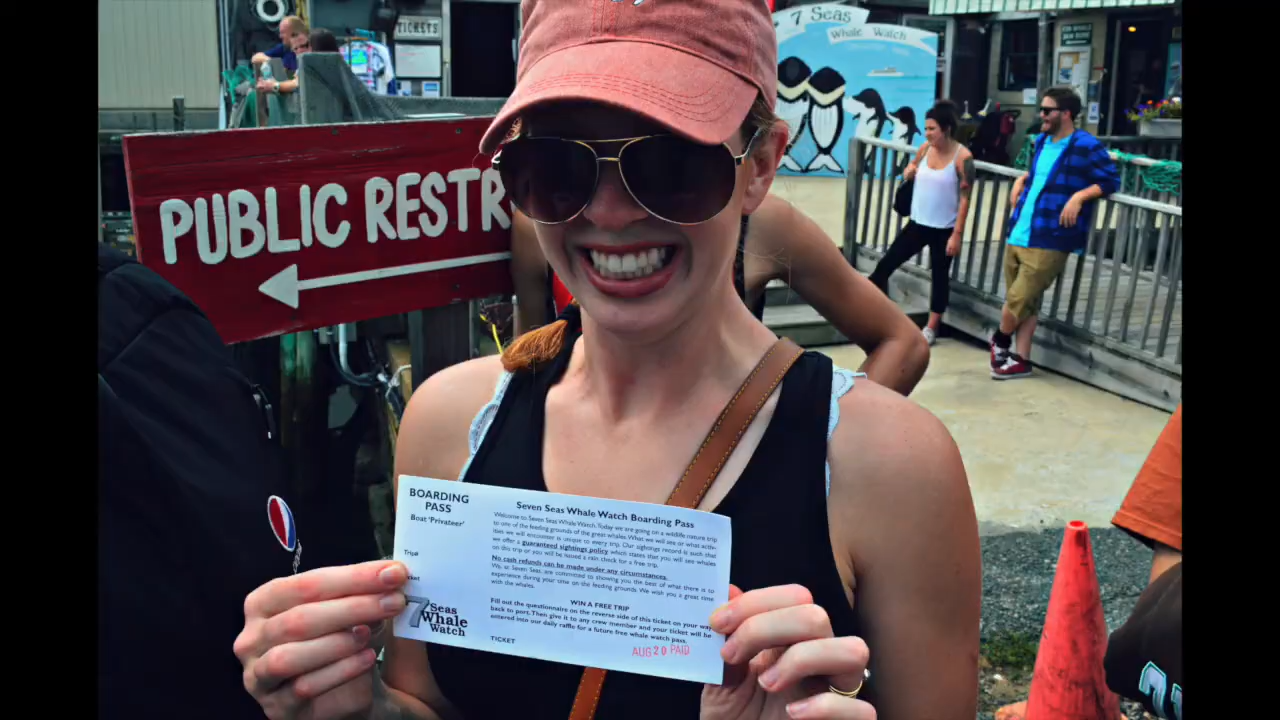 TICKETS
7 Seas
Whale Watch
PUBLIC RESTR
BOARDING
PASS
Boat 'Privateer'
Trip#
7 Seas
Whale
Watch
Seven Seas Whale Watch Boarding Pass
Welcome to Seven Seas Whale Watch. Today we are going on a wildlife nature trip
to one of the feeding grounds of the great whales. What we will see or what activ-
ities we will encounter is unique to every trip. Our sightings record is such that
we offer a guaranteed sightings policy which states that you will see whales
on this trip or you will be issued a rain check for a free trip.
No cash refunds can be made under any circumstances.
We, at Seven Seas, are committed to showing you the best of what there is to
experience during your time on the feeding grounds. We wish you a great time
with the whales.
WIN A FREE TRIP
Fill out the questionnaire on the reverse side of this ticket on your way
back to port. Then give it to any crew member and your ticket will be
entered into our daily raffle for a future free whale watch pass.
TICKET
AUG 20 PAID